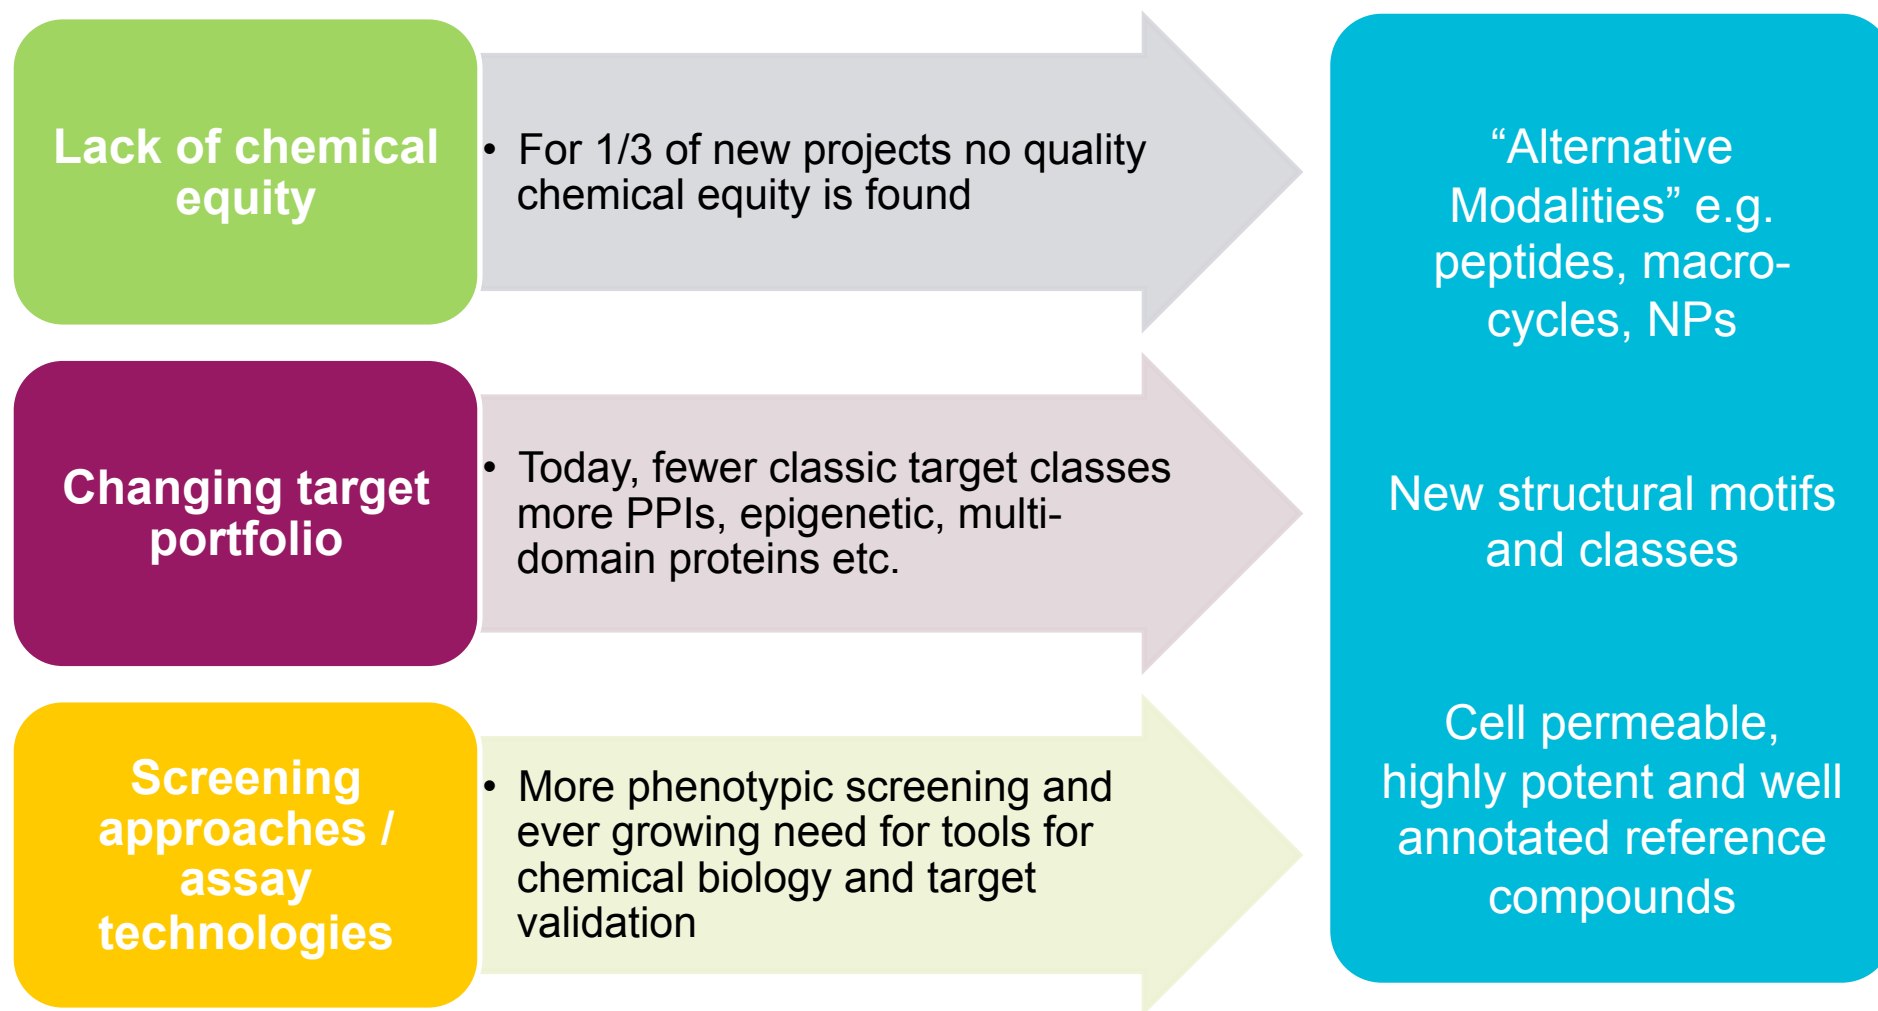 Lack of chemical
equity
• For 1/3 of new projects no quality
chemical equity is found
Changing target
portfolio
• Today, fewer classic target classes
more PPIs, epigenetic, multi-
domain proteins etc.
Screening
approaches /
assay
technologies
• More phenotypic screening and
ever growing need for tools for
chemical biology and target
validation
“Alternative
Modalities” e.g.
peptides, macro-
cycles, NPs
New structural motifs
and classes
Cell permeable,
highly potent and well
annotated reference
compounds